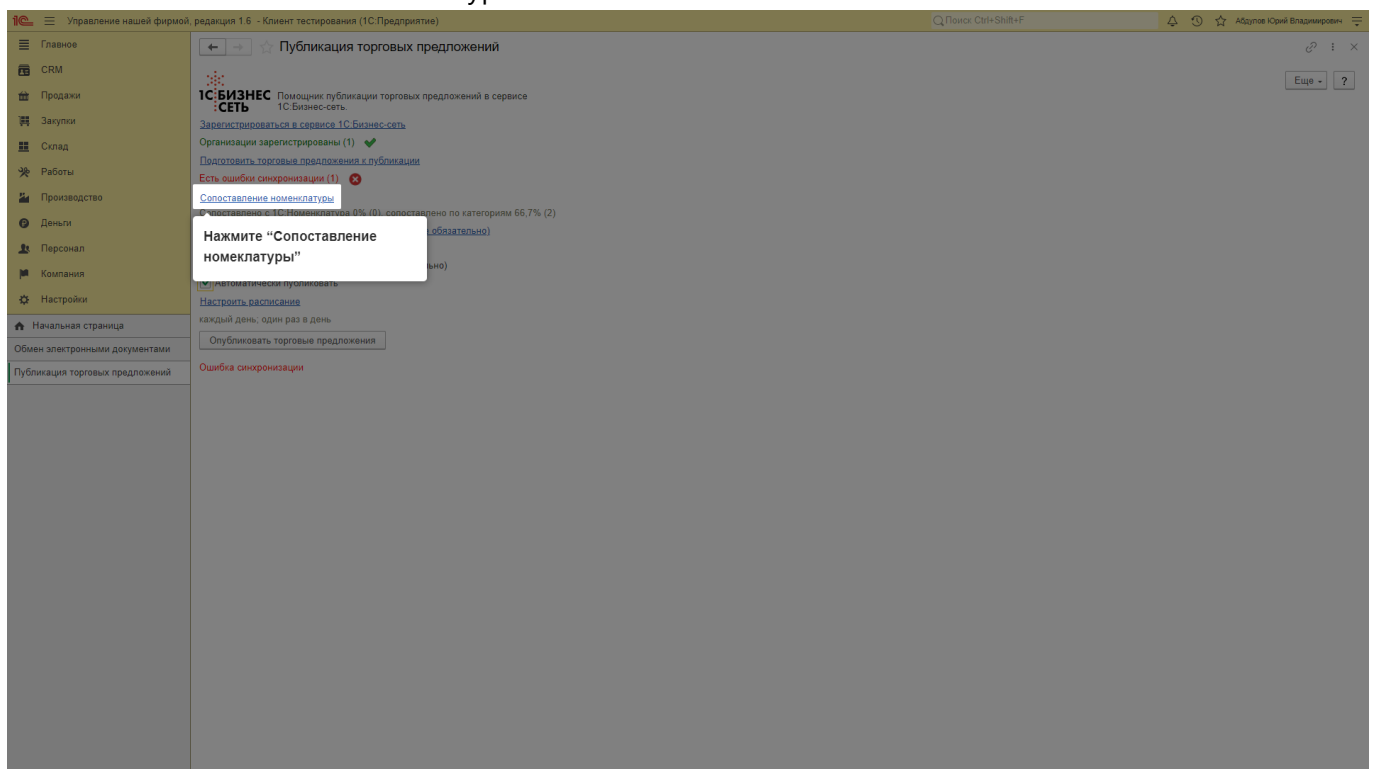 ур
1С Управление нашей фирмой, редакция 1.6 - Клиент тестирования (1С:Предприятие) Поиск Ctrl+Shift+F Абдулов Юрий Владимирович
Главное
CRM
Продажи
Закупки
Склад
Работы
Производство
Деньги
Персонал
Компания
Настройки
Начальная страница
Обмен электронными документами
Публикация торговых предложений
Публикация торговых предложений
Еще ?
1С БИЗНЕС СЕТЬ
Помощник публикации торговых предложений в сервисе
1С:Бизнес-сеть.
Зарегистрироваться в сервисе 1С:Бизнес-сеть
Организации зарегистрированы (1)
Подготовить торговые предложения к публикации
Есть ошибки синхронизации (1)
Сопоставление номенклатуры
Сопоставлено с 1С:Номенклатура 0% (0), сопоставлено по категориям 66,7% (2)
обязательно)
Нажмите “Сопоставление
номеклатуры”
ьно)
Автоматически публиковать
Настроить расписание
каждый день; один раз в день
Опубликовать торговые предложения
Ошибка синхронизации